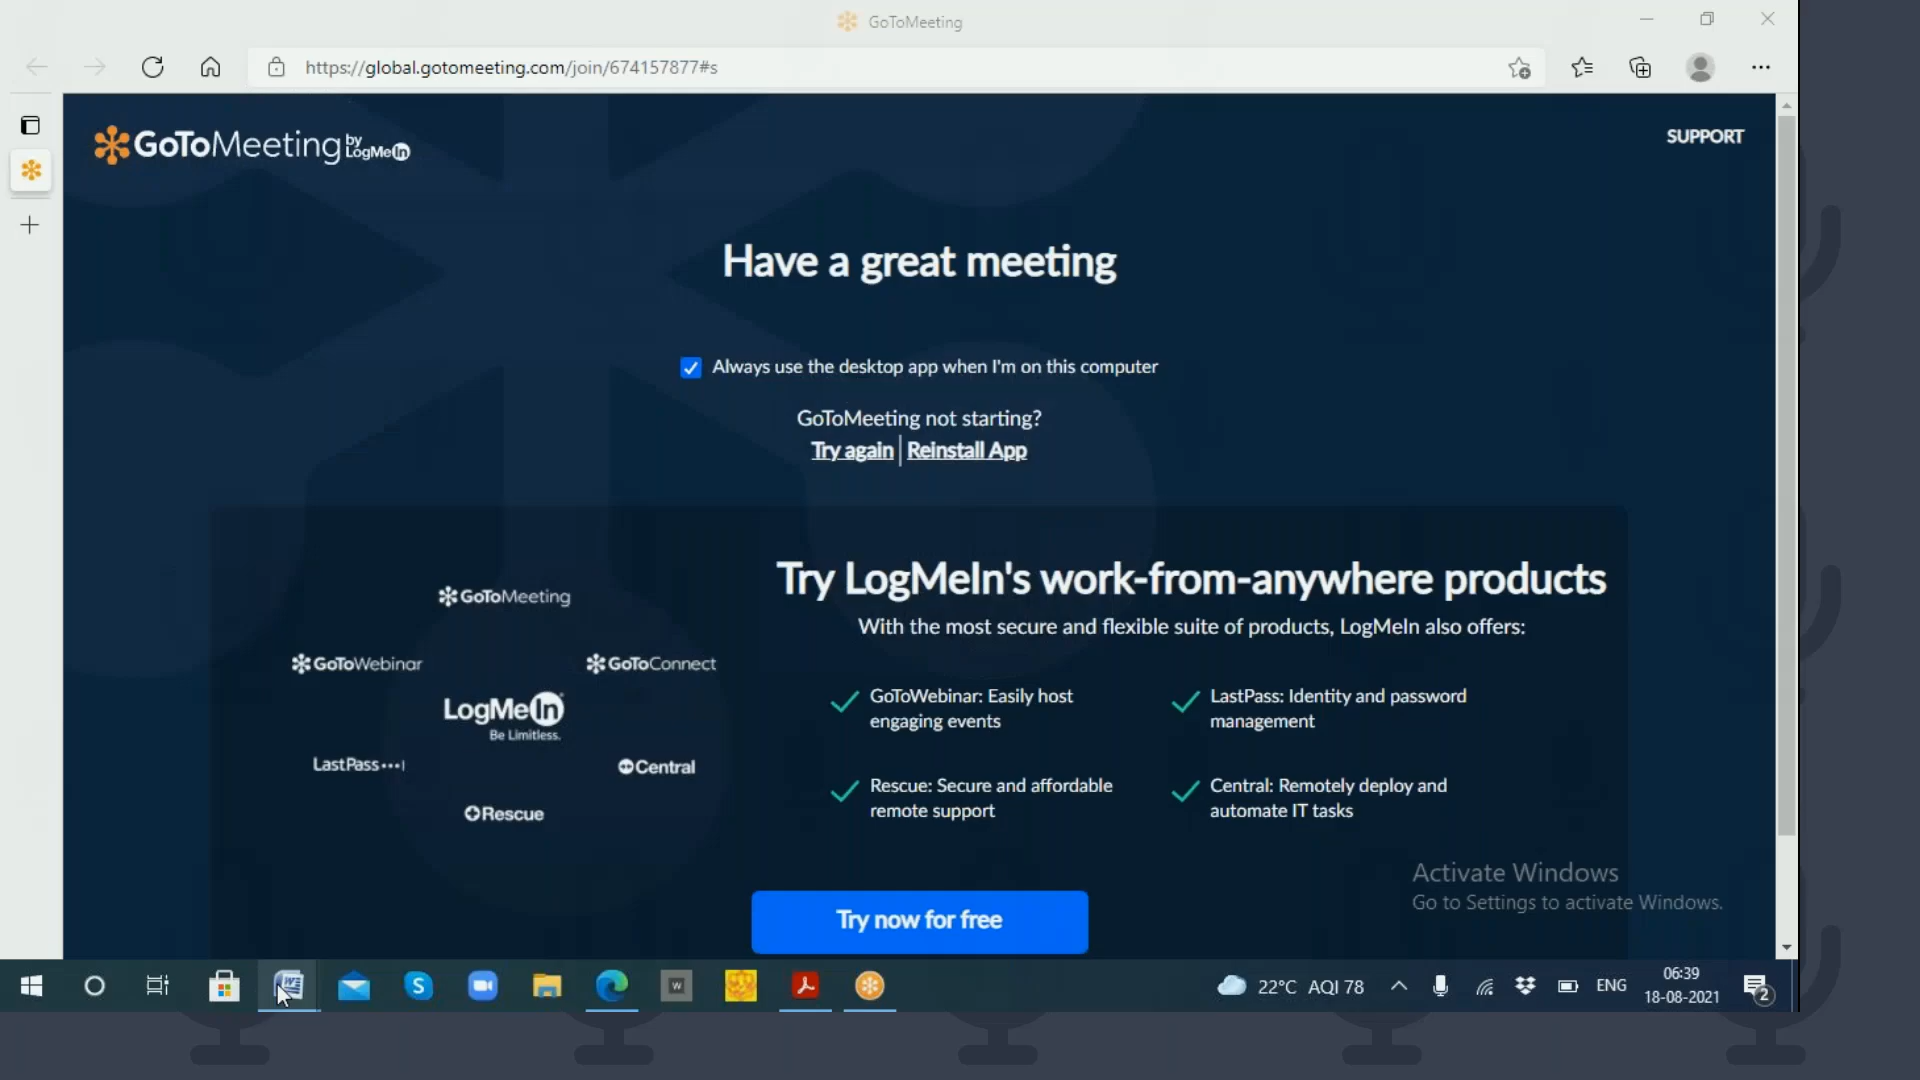 GoToMeeting
https://global.gotomeeting.com/join/674157877#s
GoToMeeting by LogMeIn
SUPPORT
Have a great meeting
Always use the desktop app when I'm on this computer
GoToMeeting not starting?
Try again | Reinstall App
Try LogMeIn's work-from-anywhere products
With the most secure and flexible suite of products, LogMeIn also offers:
GoToMeeting
GoToWebinar
GoToConnect
LogMeIn
Be Limitless.
LastPass•••|
Central
Rescue
GoToWebinar: Easily host
engaging events
LastPass: Identity and password
management
Rescue: Secure and affordable
remote support
Central: Remotely deploy and
automate IT tasks
Try now for free
Activate Windows
Go to Settings to activate Windows.
W
S
W
22°C AQI 78
ENG
06:39
18-08-2021
2